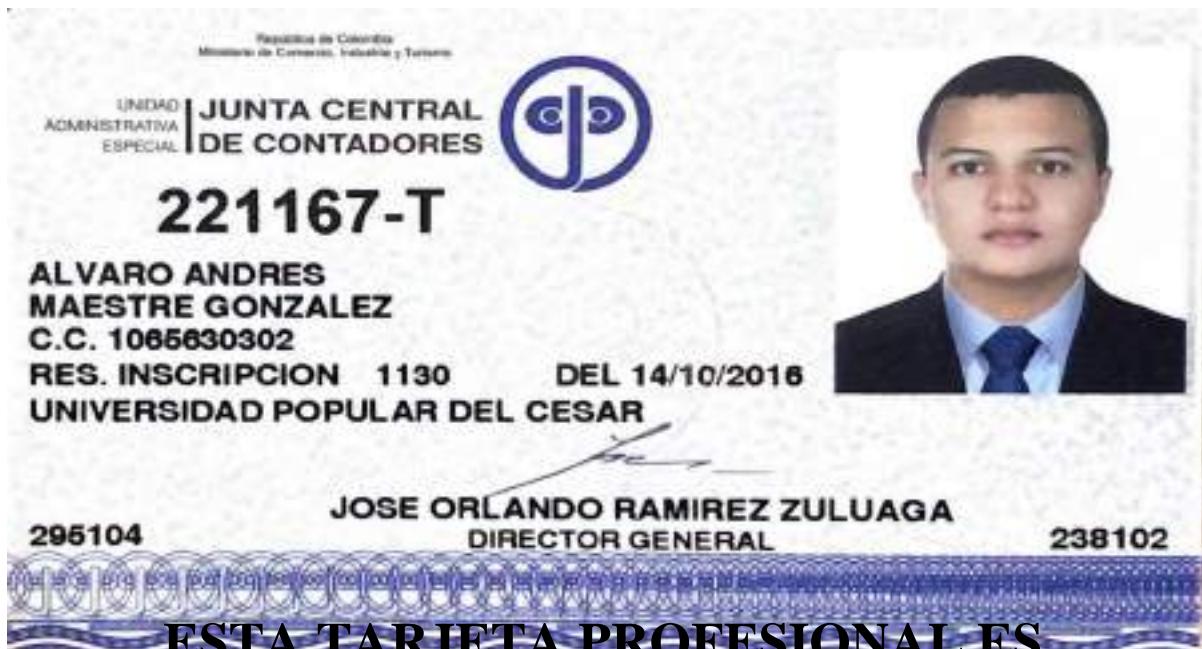 República de Colombia
Ministerio de Comercio, Industria y Turismo
UNIDAD
ADMINISTRATIVA
ESPECIAL
JUNTA CENTRAL
DE CONTADORES
221167-T
ALVARO ANDRES
MAESTRE GONZALEZ
C.C. 1065630302
RES. INSCRIPCION 1130 DEL 14/10/2016
UNIVERSIDAD POPULAR DEL CESAR
JOSE ORLANDO RAMIREZ ZULUAGA
295104 DIRECTOR GENERAL 238102
ESTA TARJETA PROFESIONAL ES